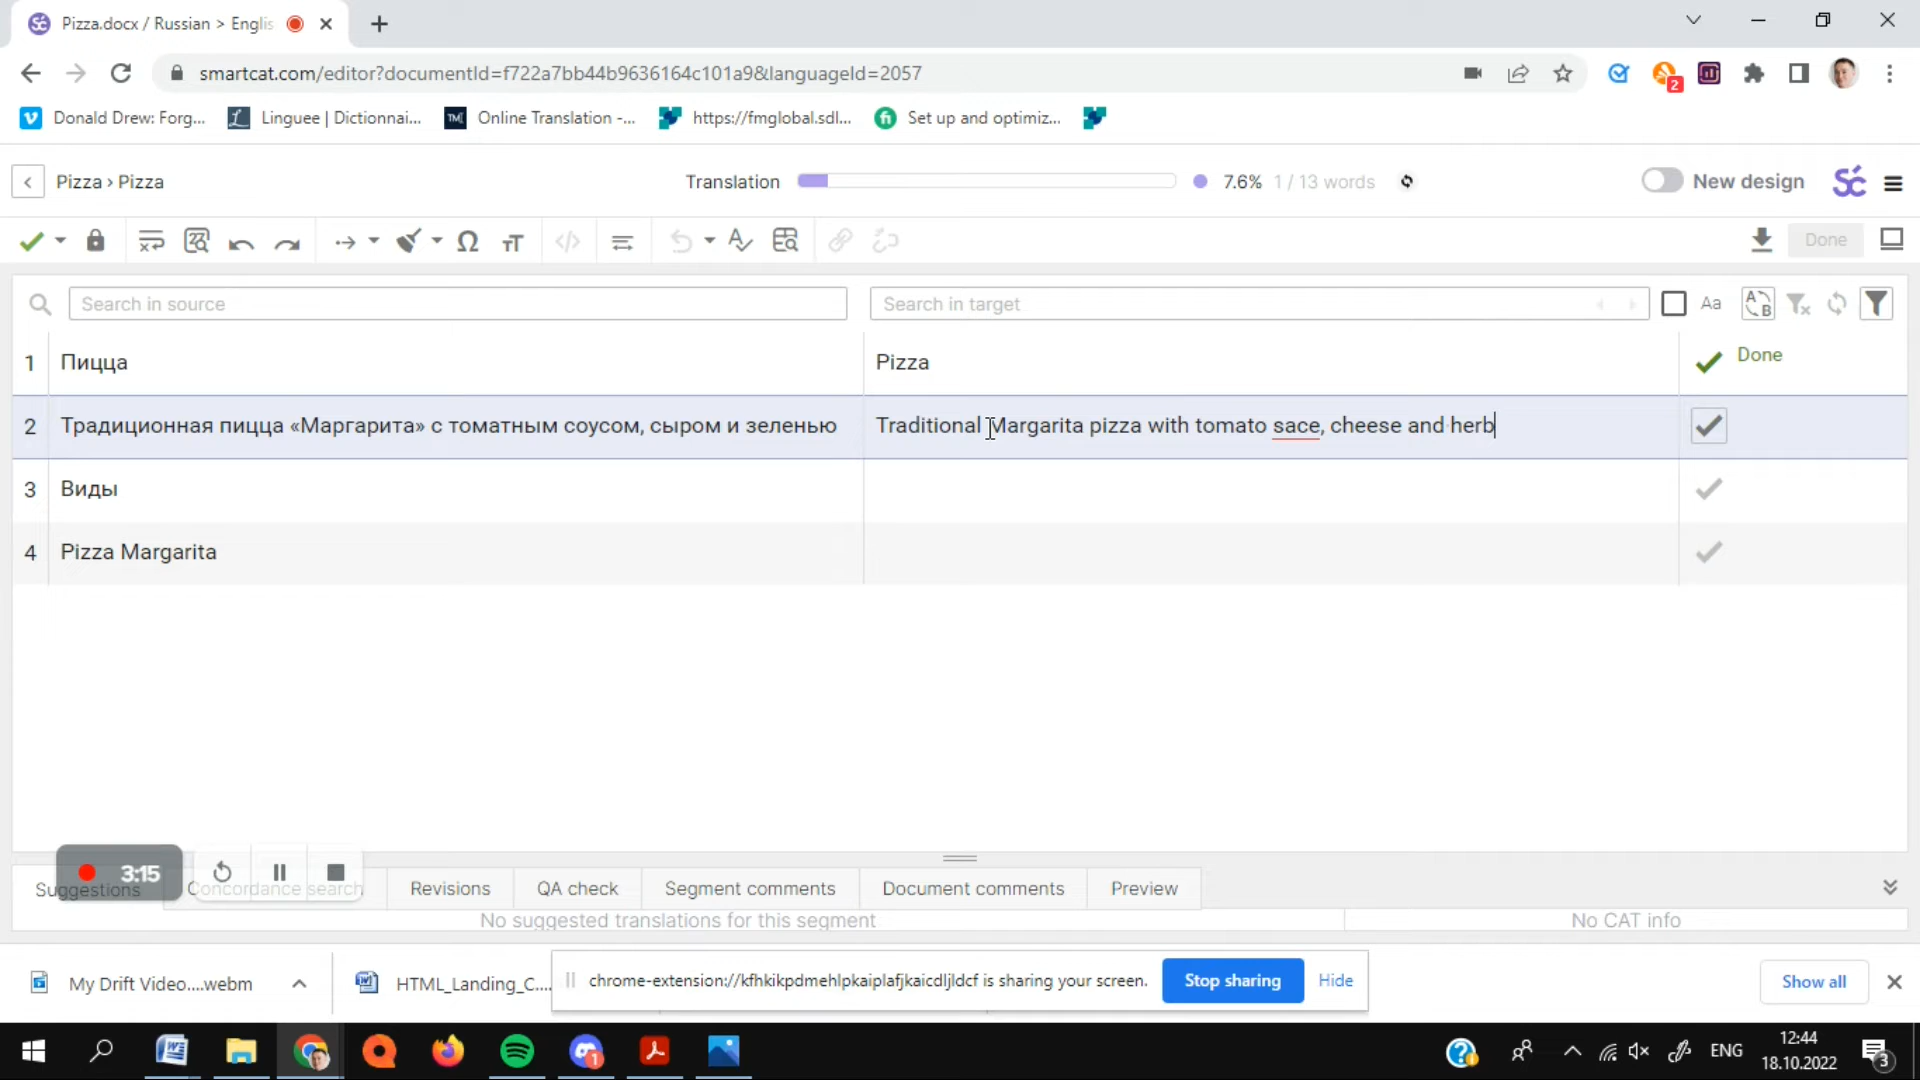 Pizza.docx / Russian > Englis
smartcat.com/editor?documentId=f722a7bb44b9636164c101a9&languageId=2057
2
Donald Drew: Forg...
Linguee | Dictionnai...
TM
Online Translation -...
https://fmglobal.sdl...
Set up and optimiz...
Pizza › Pizza
Translation
7.6% 1 / 13 words
New design
Done
Search in source
Search in target
Aa
1 Пицца Pizza Done
2 Традиционная пицца «Маргарита» с томатным соусом, сыром и зеленью Traditional Margarita pizza with tomato sace, cheese and herb
3 Виды
4 Pizza Margarita
3:15
Suggestions
Concordance search
Revisions
QA check
Segment comments
Document comments
Preview
No suggested translations for this segment
No CAT info
My Drift Video....webm
HTML_Landing_C....
chrome-extension://kfhkikpdmehlpkaiplafjkaicdljldcf is sharing your screen.
Stop sharing
Hide
Show all
1
ENG
12:44
18.10.2022
3